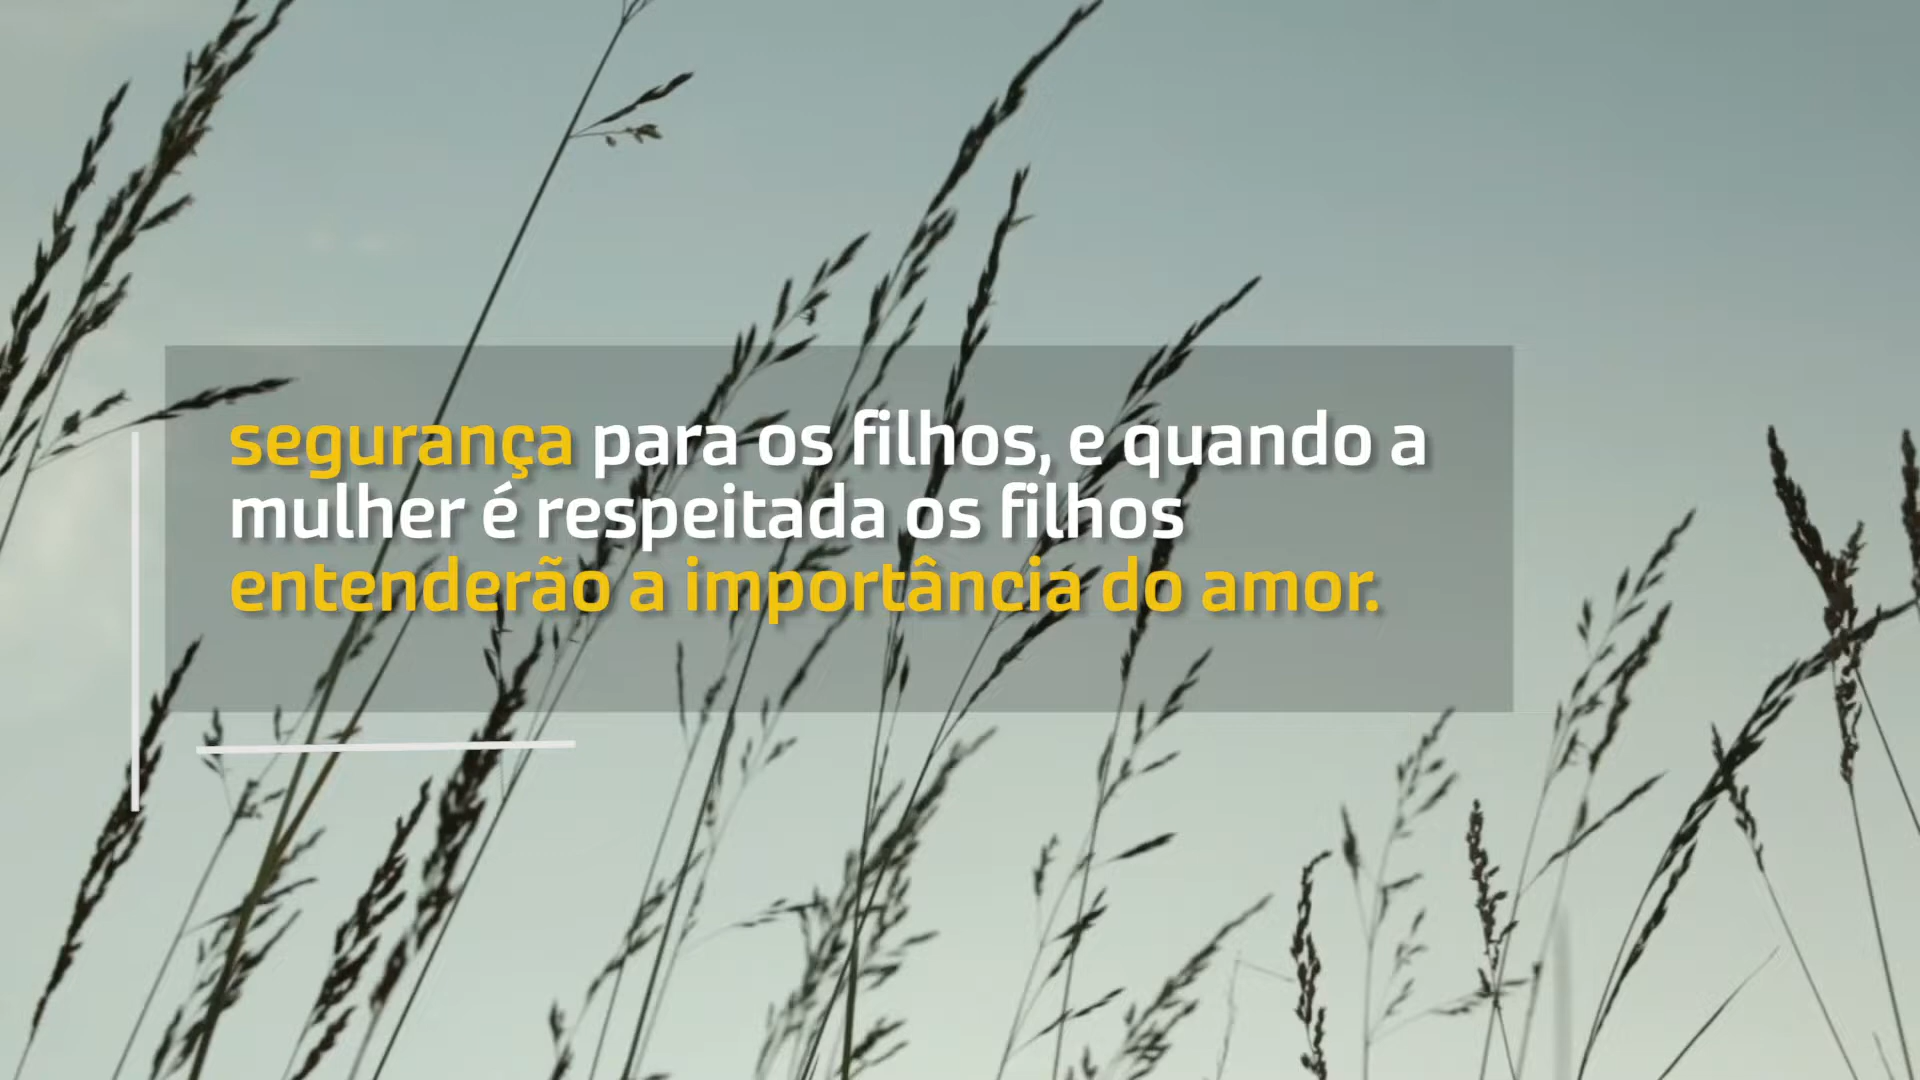 segurança para os filhos, e quando a
mulher é respeitada os filhos
entenderão a importância do amor.